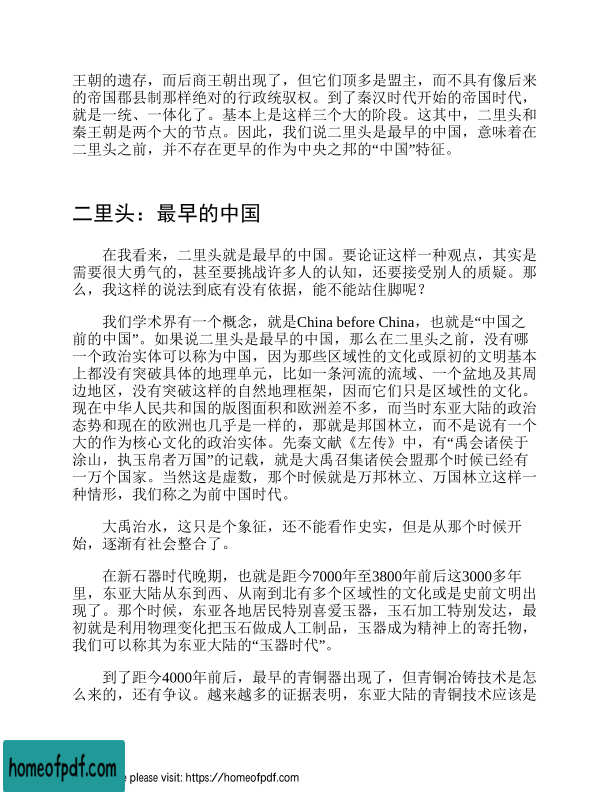 王朝的遗存，而后商王朝出现了，但它们顶多是盟主，而不具有像后来
的帝国郡县制那样绝对的行政统驭权。到了秦汉时代开始的帝国时代，
就是一统、一体化了。基本上是这样三个大的阶段。这其中，二里头和
秦王朝是两个大的节点。因此，我们说二里头是最早的中国，意味着在
二里头之前，并不存在更早的作为中央之邦的“中国”特征。
二里头：最早的中国
在我看来，二里头就是最早的中国。要论证这样一种观点，其实是
需要很大勇气的，甚至要挑战许多人的认知，还要接受别人的质疑。那
么，我这样的说法到底有没有依据，能不能站住脚呢？
我们学术界有一个概念，就是China before China，也就是“中国之
前的中国”。如果说二里头是最早的中国，那么在二里头之前，没有哪
一个政治实体可以称为中国，因为那些区域性的文化或原初的文明基本
上都没有突破具体的地理单元，比如一条河流的流域、一个盆地及其周
边地区，没有突破这样的自然地理框架，因而它们只是区域性的文化。
现在中华人民共和国的版图面积和欧洲差不多，而当时东亚大陆的政治
态势和现在的欧洲也几乎是一样的，那就是邦国林立，而不是说有一个
大的作为核心文化的政治实体。先秦文献《左传》中，有“禹会诸侯于
涂山，执玉帛者万国”的记载，就是大禹召集诸侯会盟那个时候已经有
一万个国家。当然这是虚数，那个时候就是万邦林立、万国林立这样一
种情形，我们称之为前中国时代。
大禹治水，这只是个象征，还不能看作史实，但是从那个时候开
始，逐渐有社会整合了。
在新石器时代晚期，也就是距今7000年至3800年前后这3000多年
里，东亚大陆从东到西、从南到北有多个区域性的文化或是史前文明出
现了。那个时候，东亚各地居民特别喜爱玉器，玉石加工特别发达，最
初就是利用物理变化把玉石做成人工制品，玉器成为精神上的寄托物，
我们可以称其为东亚大陆的“玉器时代”。
到了距今4000年前后，最早的青铜器出现了，但青铜冶铸技术是怎
么来的，还有争议。越来越多的证据表明，东亚大陆的青铜技术应该是
homeofpdf.com
e please visit: https://homeofpdf.com